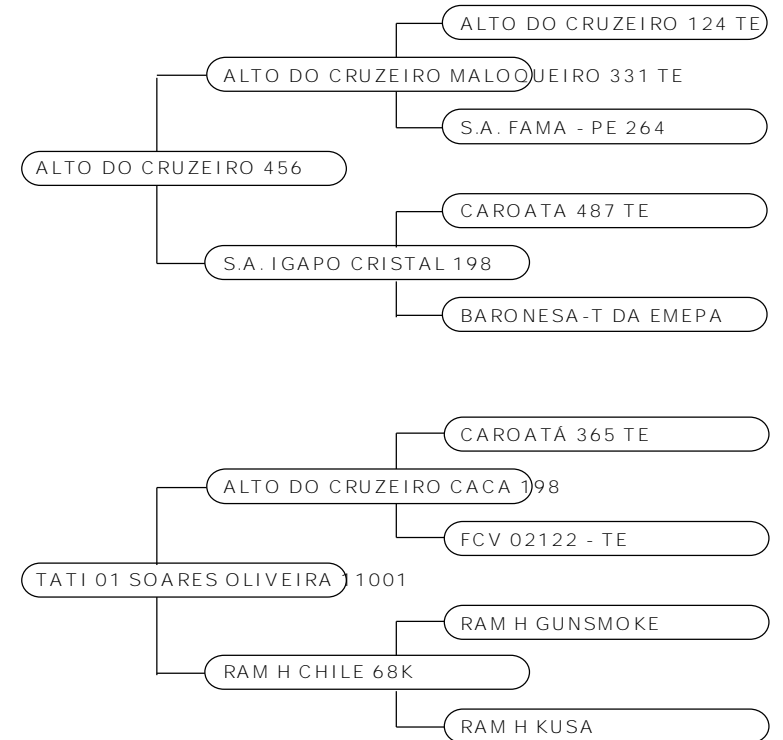 ALTO DO CRUZEIRO 124 TE
ALTO DO CRUZEIRO MALOQUEIRO 331 TE
S.A. FAMA - PE 264
ALTO DO CRUZEIRO 456
CAROATA 487 TE
S.A. IGAPO CRISTAL 198
BARONESA-T DA EMEPA
CAROATÁ 365 TE
ALTO DO CRUZEIRO CACA 198
FCV 02122 - TE
TATI 01 SOARES OLIVEIRA 11001
RAM H GUNSMOKE
RAM H CHILE 68K
RAM H KUSA